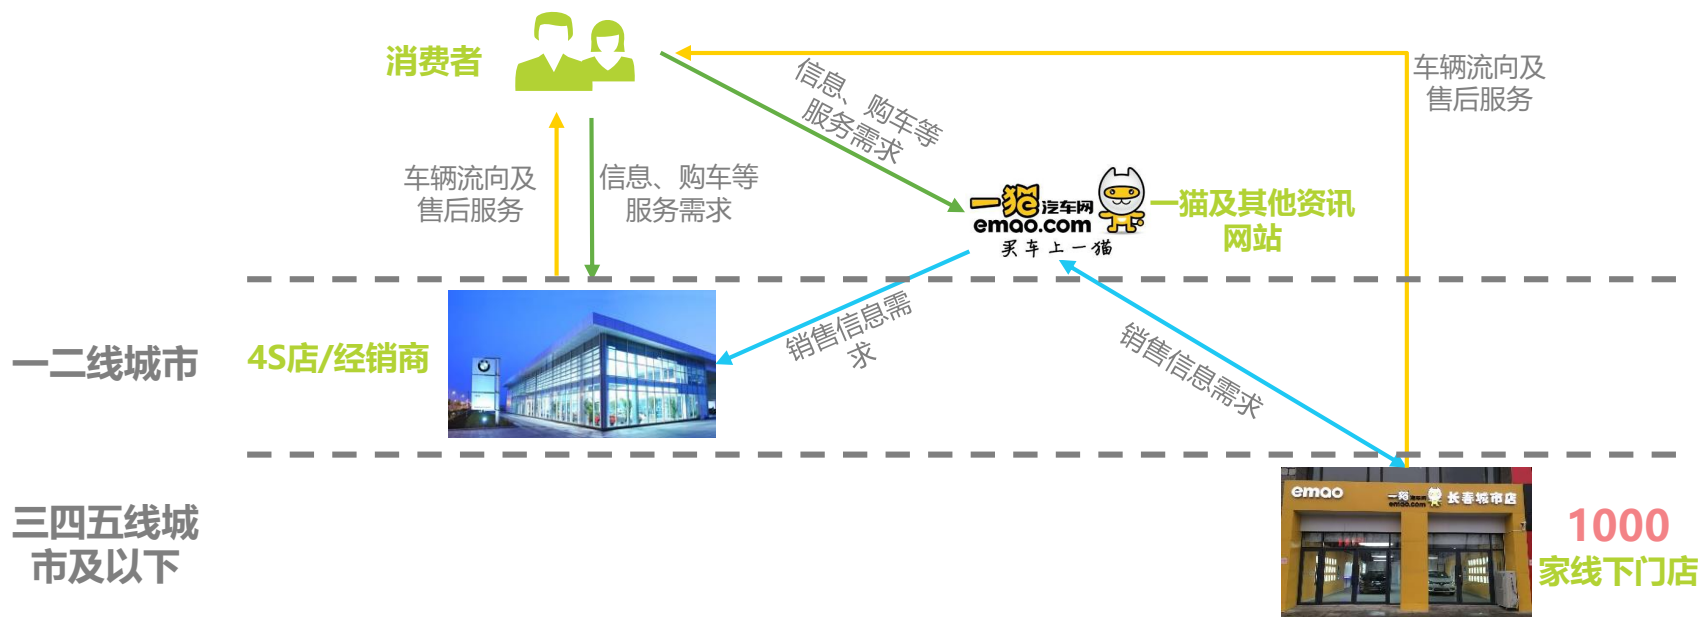 消费者
信息、购车等
服务需求
车辆流向及
售后服务
车辆流向及
售后服务
信息、购车等
服务需求
一猫汽车网
emao.com
买车上一猫
一猫及其他资讯
网站
一二线城市
4S店/经销商
销售信息需
求
销售信息需求
三四五线城
市及以下
emao
一猫汽车网
emao.com
长春城市店
1000
家线下门店